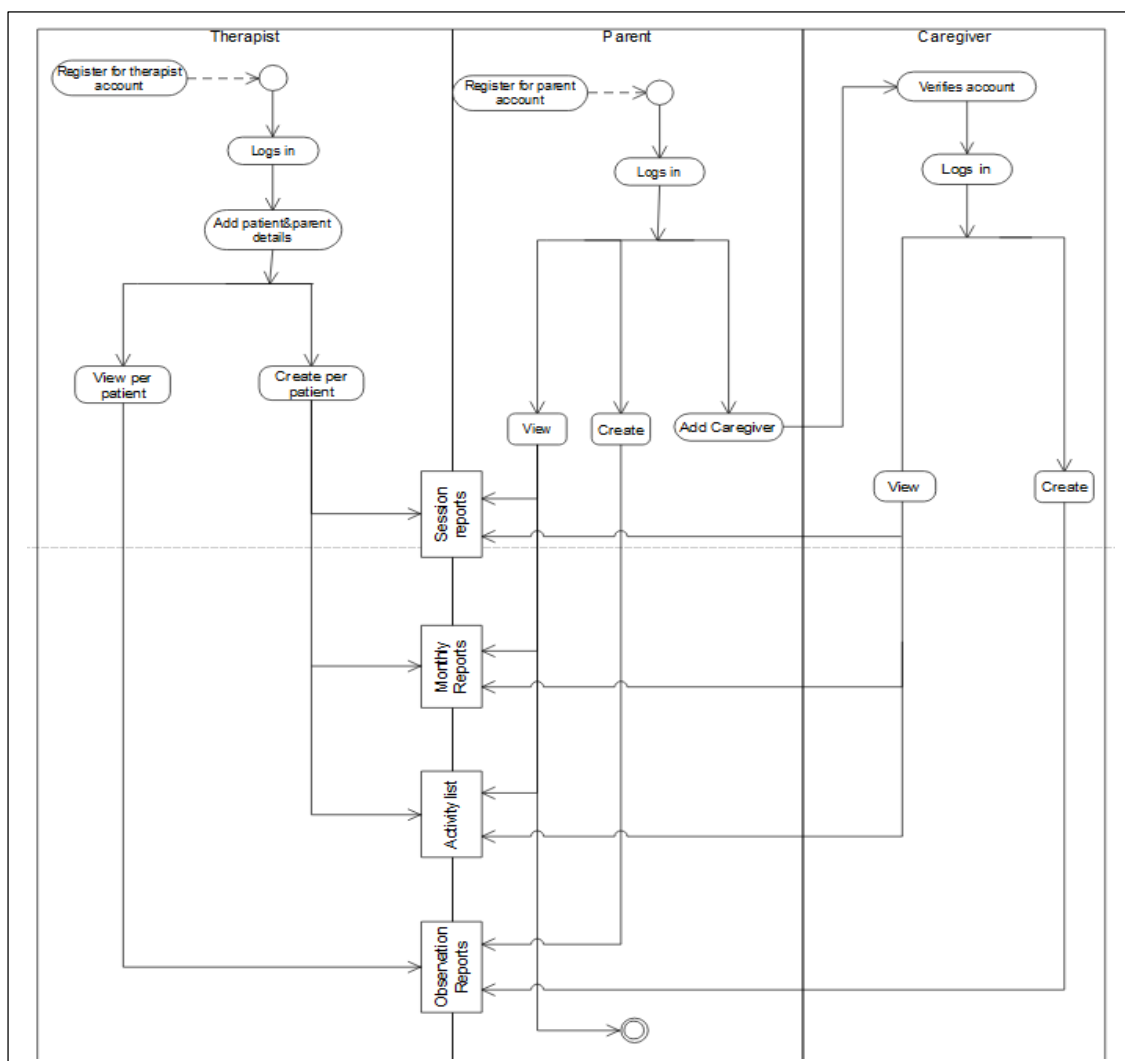 Therapist
Parent
Caregiver
Register for therapist
account
Register for parent
account
Verifies account
Logs in
Logs in
Logs in
Add patient&parent
details
View per
patient
Create per
patient
View
Create
Add Caregiver
View
Create
Session
reports
Monthly
Reports
Activity list
Observation
Reports